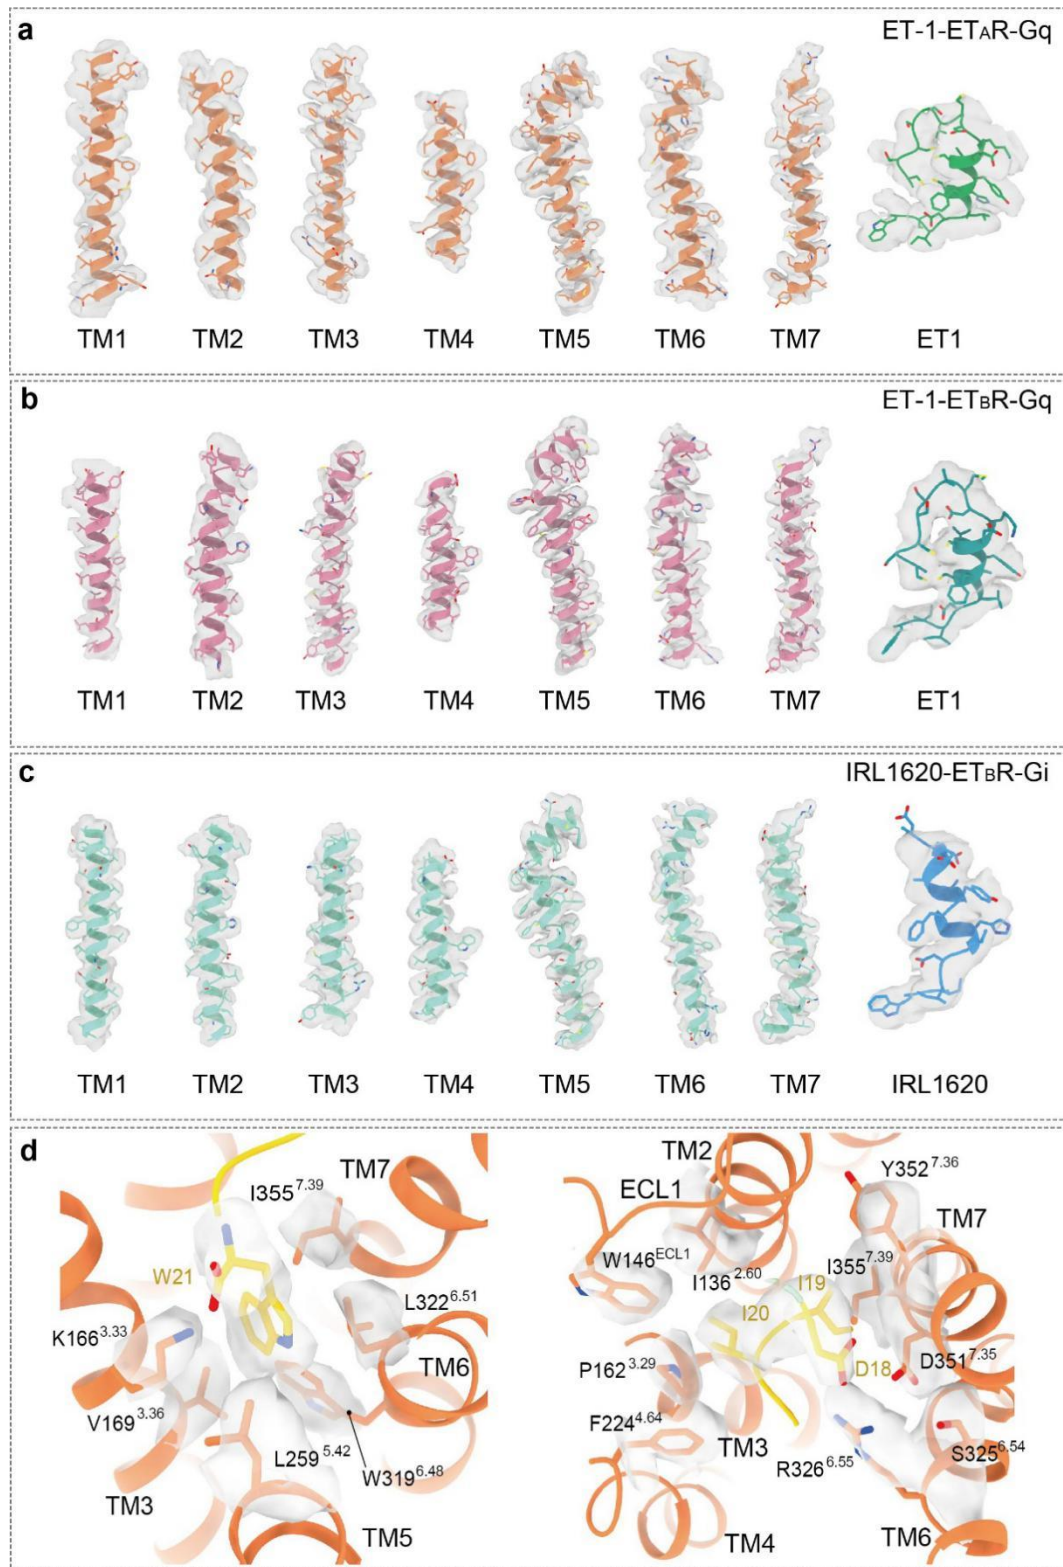 a
ET-1-ETAR-Gq
TM1 TM2 TM3 TM4 TM5 TM6 TM7 ET1
b
ET-1-ETBR-Gq
TM1 TM2 TM3 TM4 TM5 TM6 TM7 ET1
c
IRL1620-ETBR-Gi
TM1 TM2 TM3 TM4 TM5 TM6 TM7 IRL1620
d
TM7
I355 7.39
W21
L322 6.51
K166 3.33
TM6
V169 3.36
L259 5.42
W319 6.48
TM3
TM5
TM2
Y352 7.36
ECL1
TM7
W146 ECL1
I136 2.60
I355 7.39
I19
I20
P162 3.29
D18
D351 7.35
F224 4.64
TM3
R326 6.55
S325 6.54
TM4
TM6